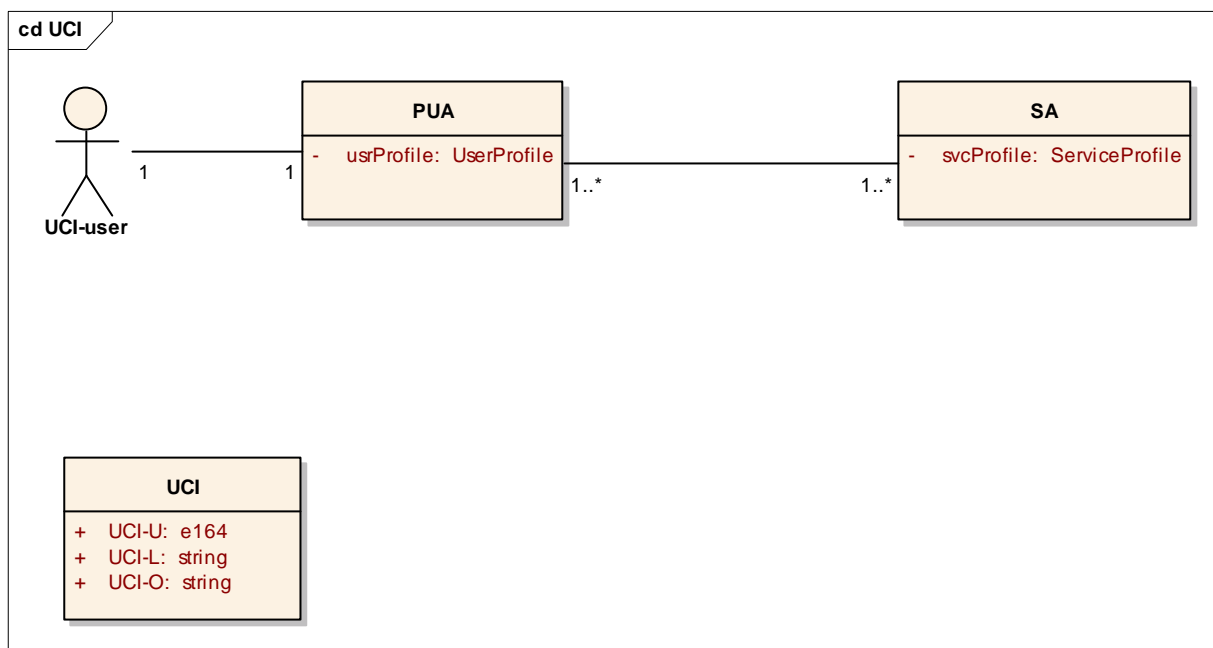 cd UCI
PUA
SA
- usrProfile: UserProfile
- svcProfile: ServiceProfile
1
1
1..*
1..*
UCI-user
UCI
+ UCI-U: e164
+ UCI-L: string
+ UCI-O: string